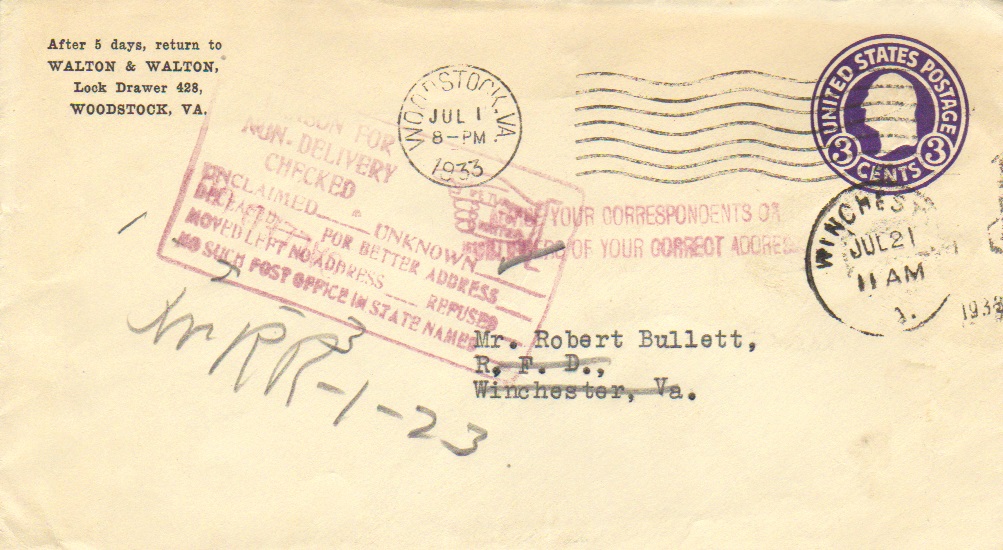 After 5 days, return to
WALTON & WALTON,
Lock Drawer 428,
WOODSTOCK, VA.
WOODSTOCK, VA.
JUL 1
8-PM
1933
UNITED STATES POSTAGE
3 CENTS 3
FOR
NON-DELIVERY
CHECKED
UNCLAIMED UNKNOWN
DECEASED FOR BETTER ADDRESS
MOVED LEFT NO ADDRESS REFUSED
NO SUCH POST OFFICE IN STATE NAMED
YOUR CORRESPONDENTS OR
OF YOUR CORRECT ADDRESS
JUL 21
11 AM
Mr. Robert Bullett,
R. F. D.,
Winchester, Va.
RR-1-23